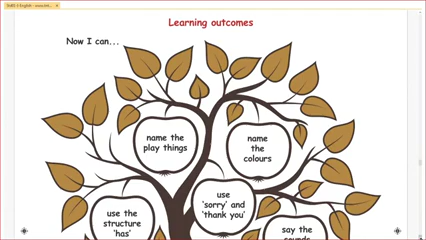 Learning outcomes
Now I can...
name the
play things
name
the
colours
use
'sorry' and
'thank you'
use the
structure
'has'
say the
sounds